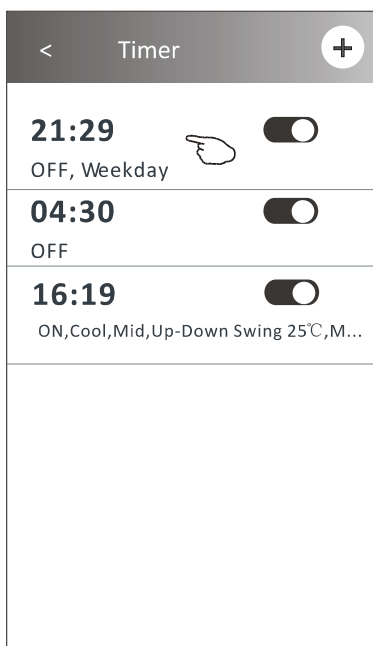 < Timer +
21:29
OFF, Weekday
04:30
OFF
16:19
ON,Cool,Mid,Up-Down Swing 25℃,M...